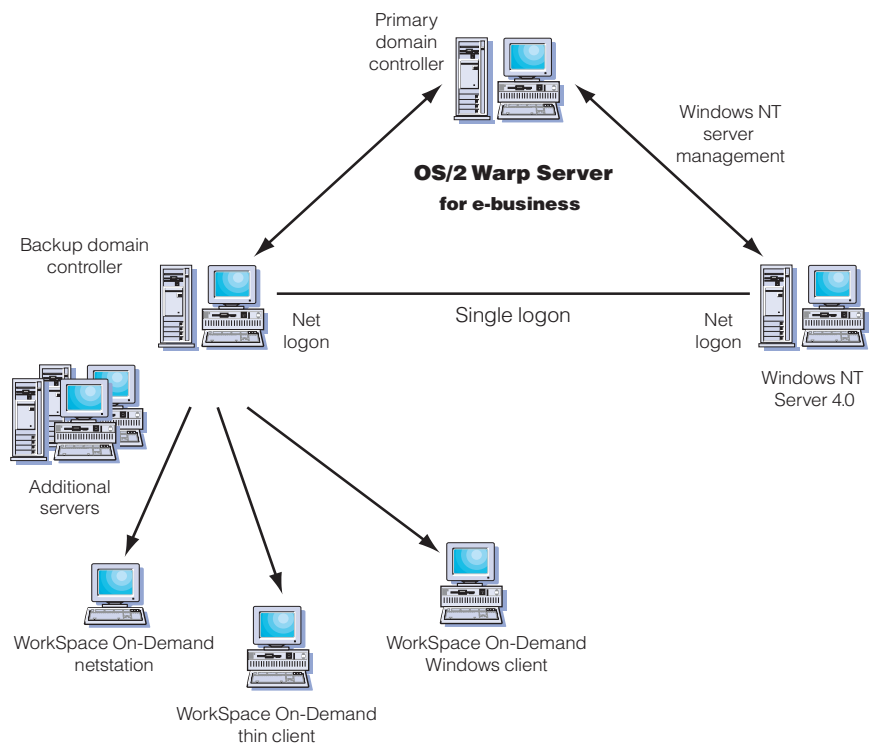 Primary
domain
controller
Windows NT
server
management
OS/2 Warp Server
for e-business
Backup domain
controller
Net
logon
Single logon
Net
logon
Windows NT
Server 4.0
Additional
servers
WorkSpace On-Demand
netstation
WorkSpace On-Demand
thin client
WorkSpace On-Demand
Windows client